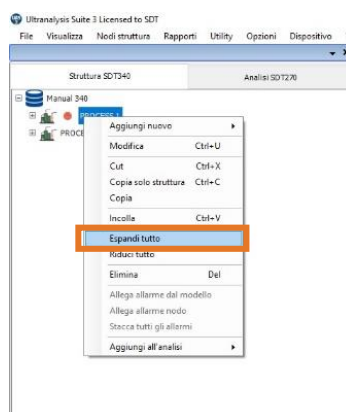 Ultranalysis Suite 3 Licensed to SDT
File Visualizza Nodi struttura Rapporti Utility Opzioni Dispositivo
Struttura SDT340 Analisi SDT270
Manual 340
PROCESS 1
PROCE
Aggiungi nuovo
Modifica Ctrl+U
Cut Ctrl+X
Copia solo struttura Ctrl+C
Copia
Incolla Ctrl+V
Espandi tutto
Riduci tutto
Elimina Del
Allega allarme dal modello
Allega allarme nodo
Stacca tutti gli allarmi
Aggiungi all'analisi